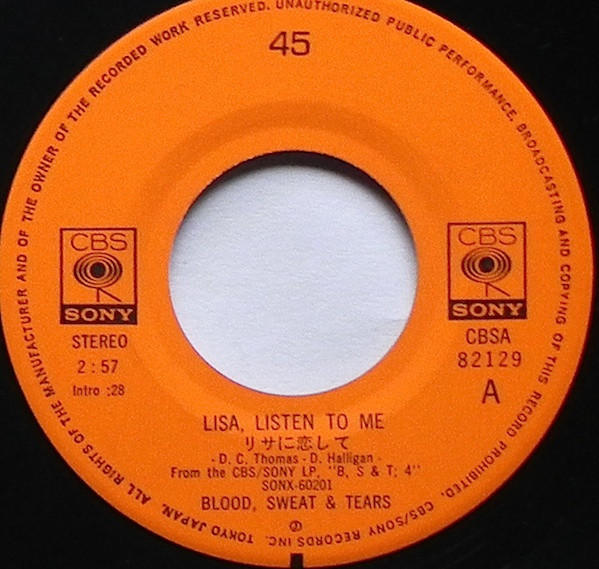 ALL RIGHTS OF THE MANUFACTURER AND OF THE OWNER OF THE RECORDED WORK RESERVED. UNAUTHORIZED PUBLIC PERFORMANCE. BROADCASTING AND COPYING OF THIS RECORD PROHIBITED. CBS/SONY RECORDS INC. TOKYO JAPAN.
45
CBS
SONY
STEREO
2:57
Intro :28
CBS
SONY
CBSA
82129
A
LISA, LISTEN TO ME
リサに恋して
- D. C. Thomas - D. Halligan -
From the CBS/SONY LP, "B, S & T; 4"
SONX-60201
BLOOD, SWEAT & TEARS
℗